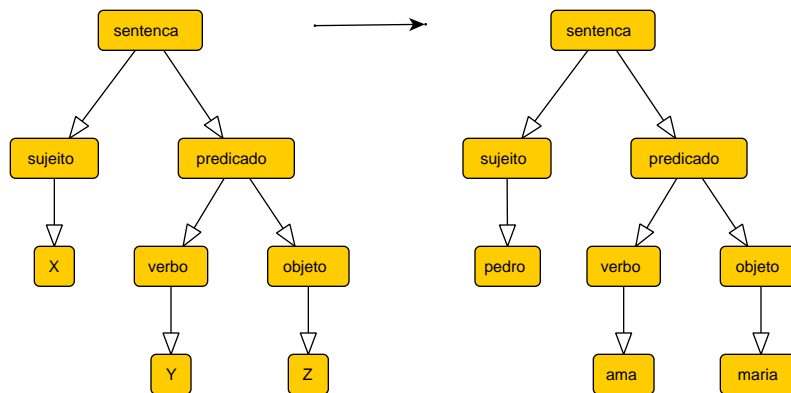 sentenca
sentenca
sujeito
predicado
sujeito
predicado
X
verbo
objeto
pedro
verbo
objeto
Y
Z
ama
maria